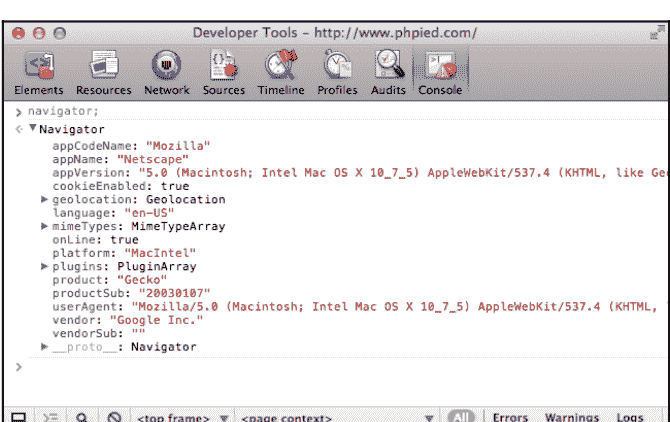 Developer Tools - http://www.phpied.com/
Elements Resources Network Sources Timeline Profiles Audits Console
> navigator;
Navigator
appCodeName: "Mozilla"
appName: "Netscape"
appVersion: "5.0 (Macintosh; Intel Mac OS X 10_7_5) AppleWebKit/537.4 (KHTML, like
cookieEnabled: true
geolocation: Geolocation
language: "en-US"
mimeTypes: MimeTypeArray
onLine: true
platform: "MacIntel"
plugins: PluginArray
product: "Gecko"
productSub: "20030107"
userAgent: "Mozilla/5.0 (Macintosh; Intel Mac OS X 10_7_5) AppleWebKit/537.4 (KHTML,
vendor: "Google Inc."
vendorSub: ""
__proto__: Navigator
>
<top frame> <page context> All Errors Warnings Logs